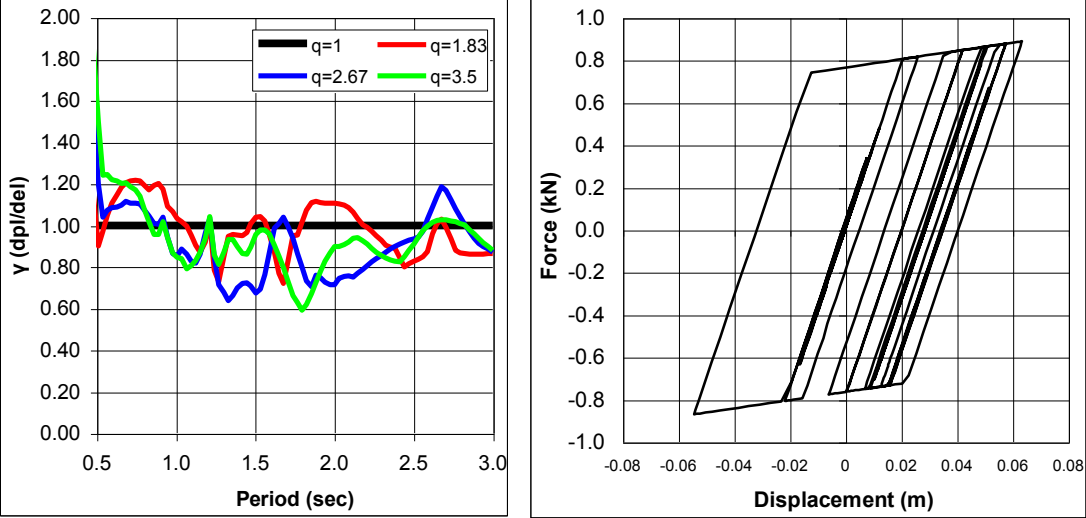 2.00
1.80
1.60
1.40
1.20
1.00
0.80
0.60
0.40
0.20
0.00
γ (dpl/del)
q=1 q=1.83
q=2.67 q=3.5
0.5 1.0 1.5 2.0 2.5 3.0
Period (sec)
1.0
0.8
0.6
0.4
0.2
0.0
-0.2
-0.4
-0.6
-0.8
-1.0
Force (kN)
-0.08 -0.06 -0.04 -0.02 0 0.02 0.04 0.06 0.08
Displacement (m)